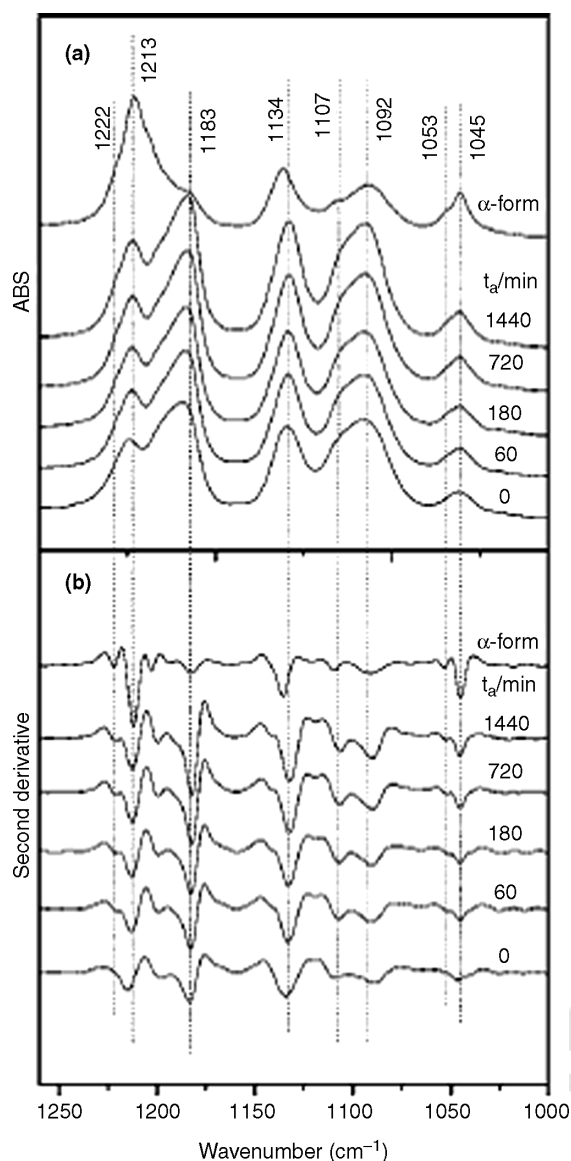 (a)
1222
1213
1183
1134
1107
1092
1053
1045
α-form
tₐ/min
1440
720
180
60
0
ABS
(b)
α-form
tₐ/min
1440
720
180
60
0
Second derivative
1250 1200 1150 1100 1050 1000
Wavenumber (cm⁻¹)